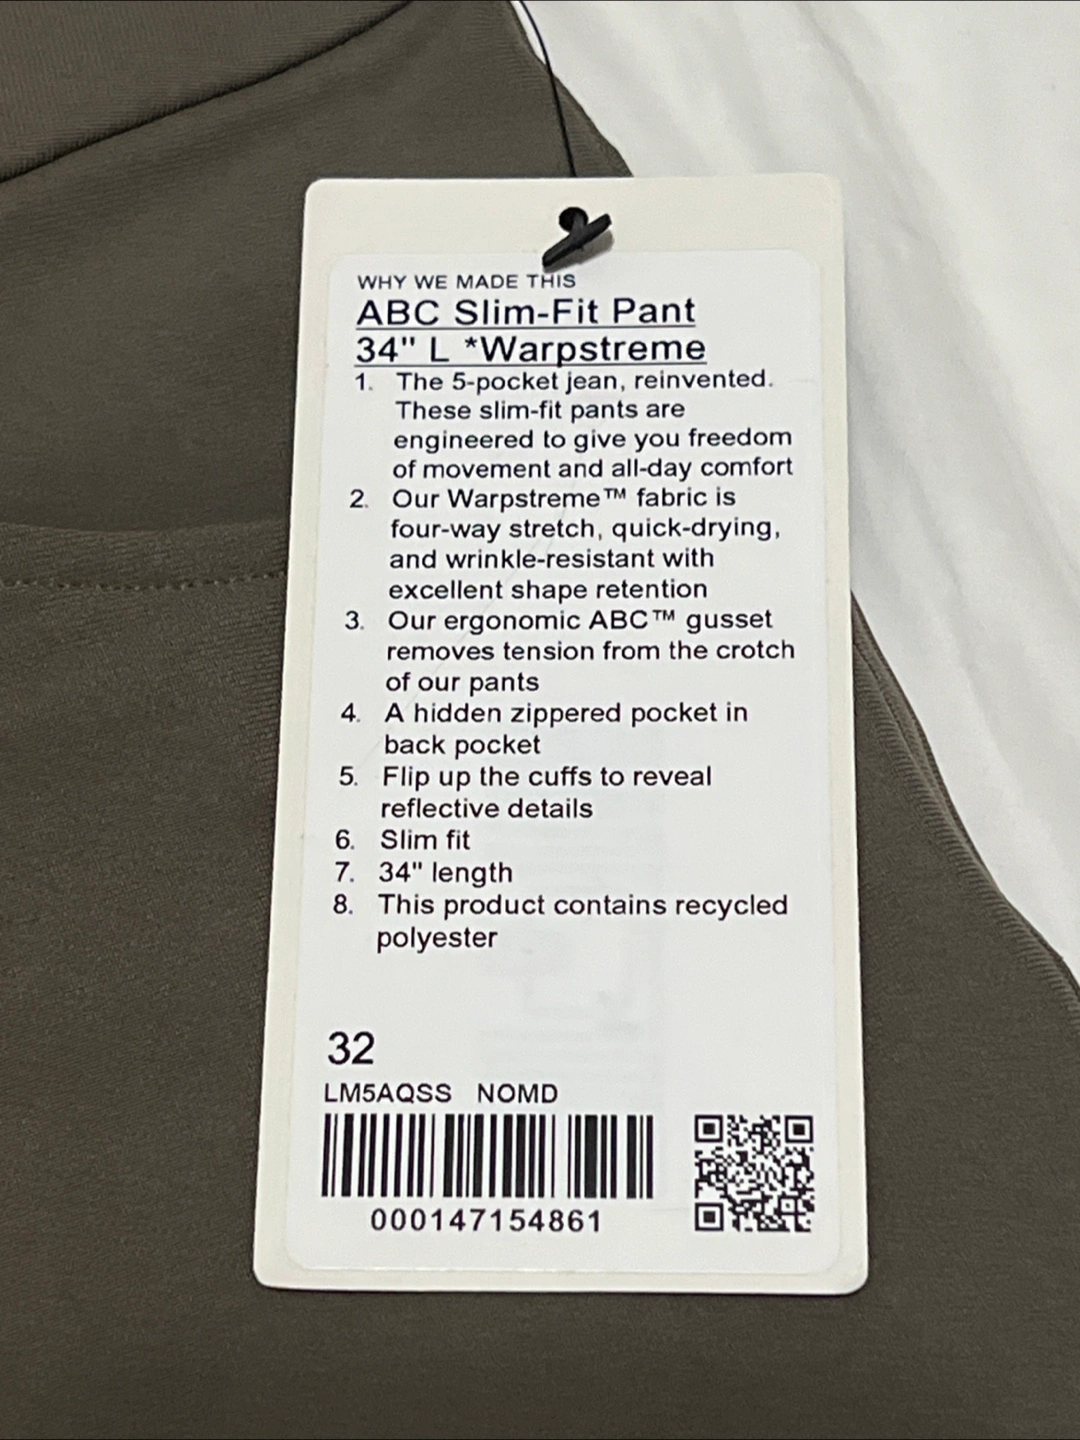 WHY WE MADE THIS
ABC Slim-Fit Pant
34" L *Warpstreme
1. The 5-pocket jean, reinvented.
These slim-fit pants are
engineered to give you freedom
of movement and all-day comfort
2. Our Warpstreme™ fabric is
four-way stretch, quick-drying,
and wrinkle-resistant with
excellent shape retention
3. Our ergonomic ABC™ gusset
removes tension from the crotch
of our pants
4. A hidden zippered pocket in
back pocket
5. Flip up the cuffs to reveal
reflective details
6. Slim fit
7. 34" length
8. This product contains recycled
polyester
32
LM5AQSS NOMD
000147154861